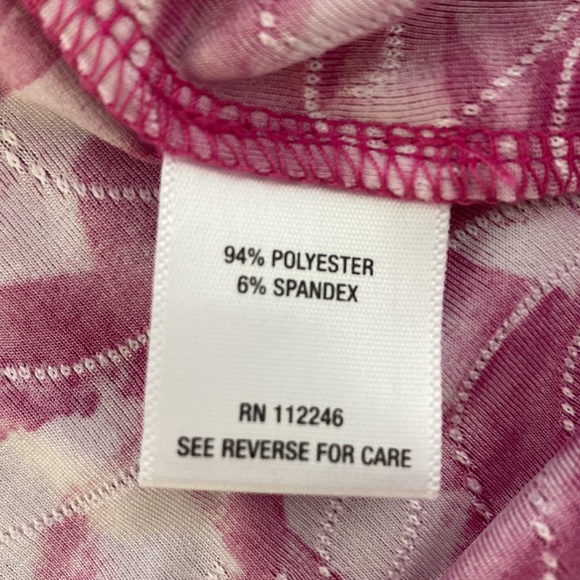 94% POLYESTER
6% SPANDEX
RN 112246
SEE REVERSE FOR CARE